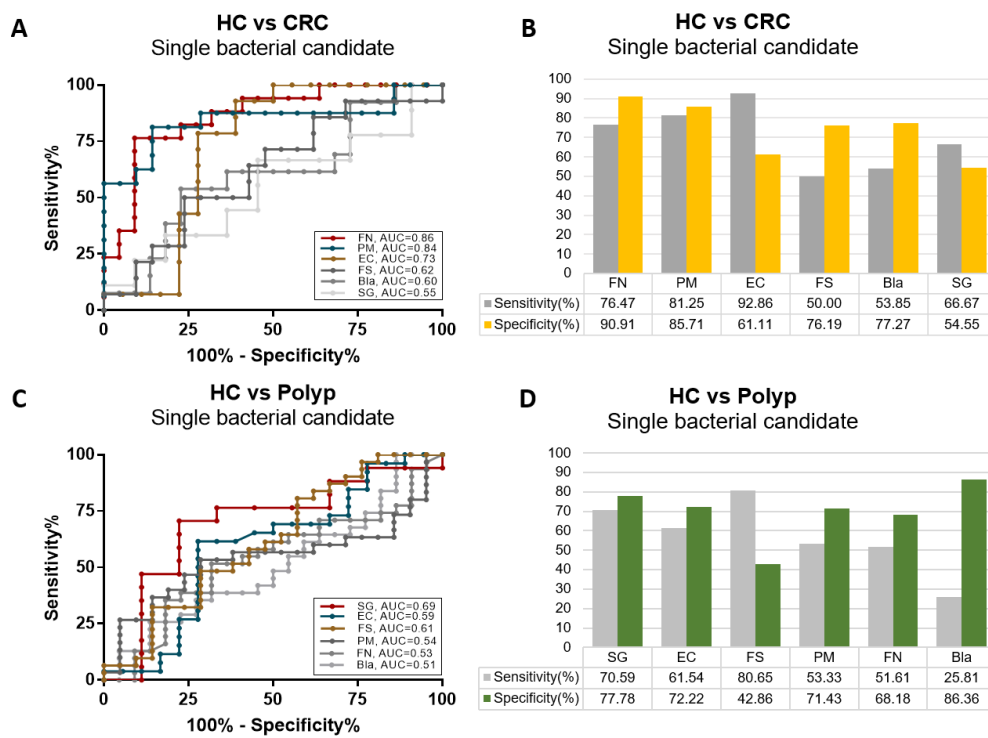 A
HC vs CRC
Single bacterial candidate
100
75
50
25
0
Sensitivity%
FN, AUC=0.86
PM, AUC=0.84
EC, AUC=0.73
FS, AUC=0.62
Bla, AUC=0.60
SG, AUC=0.55
0 25 50 75 100
100% - Specificity%
B
HC vs CRC
Single bacterial candidate
100
90
80
70
60
50
40
30
20
10
0
FN PM EC FS Bla SG
Sensitivity(%) 76.47 81.25 92.86 50.00 53.85 66.67
Specificity(%) 90.91 85.71 61.11 76.19 77.27 54.55
C
HC vs Polyp
Single bacterial candidate
100
75
50
25
0
Sensitivity%
SG, AUC=0.69
EC, AUC=0.59
FS, AUC=0.61
PM, AUC=0.54
FN, AUC=0.53
Bla, AUC=0.51
0 25 50 75 100
100% - Specificity%
D
HC vs Polyp
Single bacterial candidate
100
90
80
70
60
50
40
30
20
10
0
SG EC FS PM FN Bla
Sensitivity(%) 70.59 61.54 80.65 53.33 51.61 25.81
Specificity(%) 77.78 72.22 42.86 71.43 68.18 86.36